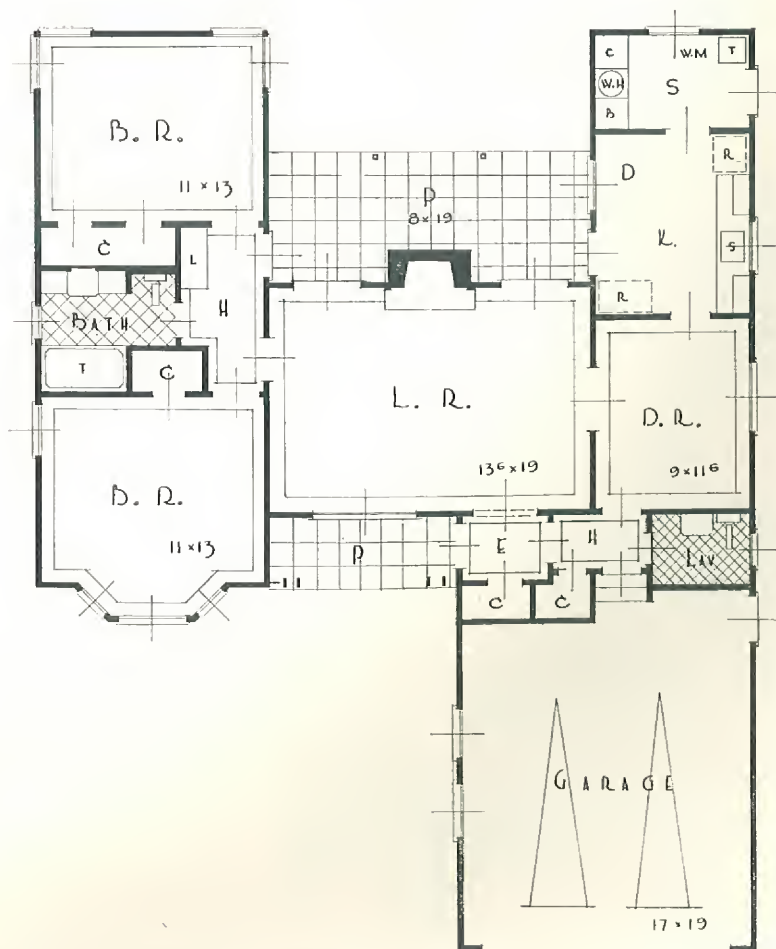 B. R.
11 x 13
C
L
H
BATH
T
C
B. R.
11 x 13
P
8 x 19
L. R.
13⁶ x 19
P
E
C
H
C
LAV.
C
W.H
B
W.M
T
S
D
R
K.
S
R
D. R.
9 x 11⁶
GARAGE
17 x 19